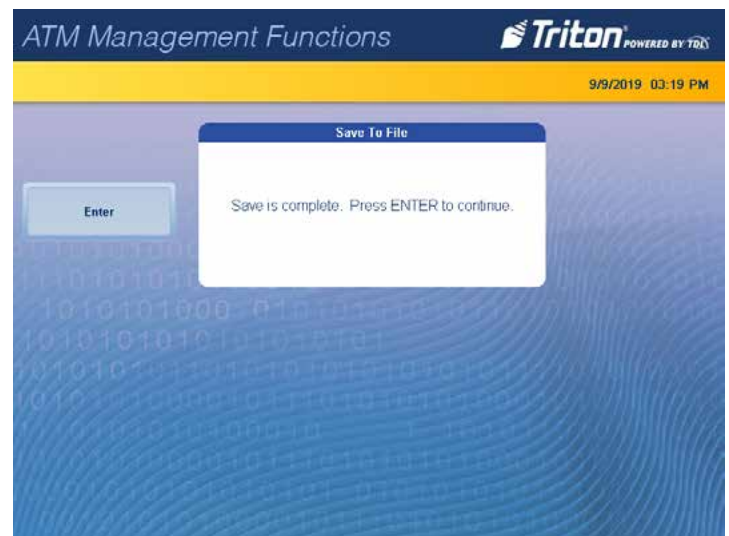 ATM Management Functions
Triton POWERED BY TDL
9/9/2019 03:19 PM
Save To File
Enter
Save is complete. Press ENTER to continue.